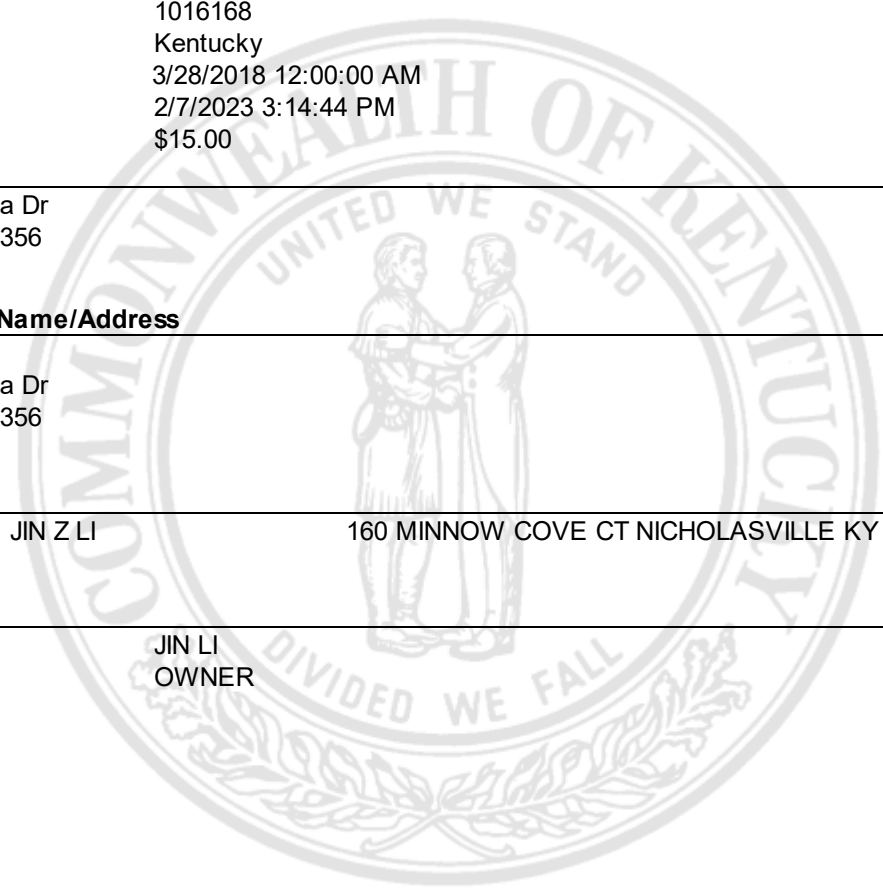 1016168
Kentucky
3/28/2018 12:00:00 AM
2/7/2023 3:14:44 PM
$15.00
a Dr
356
Name/Address
a Dr
356
JIN Z LI 160 MINNOW COVE CT NICHOLASVILLE KY
JIN LI
OWNER
COMMONWEALTH OF KENTUCKY
UNITED WE STAND
DIVIDED WE FALL